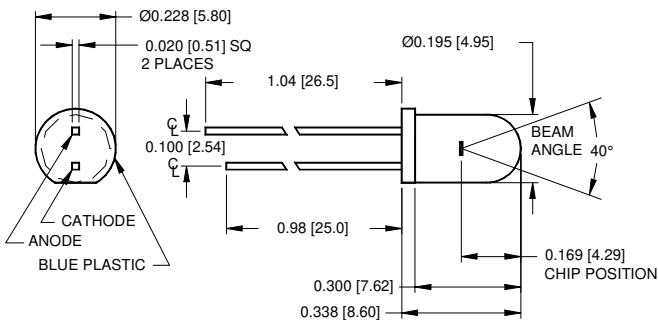 Ø0.228 [5.80]
0.020 [0.51] SQ
2 PLACES
1.04 [26.5]
Ø0.195 [4.95]
℄
0.100 [2.54]
℄
BEAM
ANGLE
40°
CATHODE
ANODE
BLUE PLASTIC
0.98 [25.0]
0.169 [4.29]
CHIP POSITION
0.300 [7.62]
0.338 [8.60]